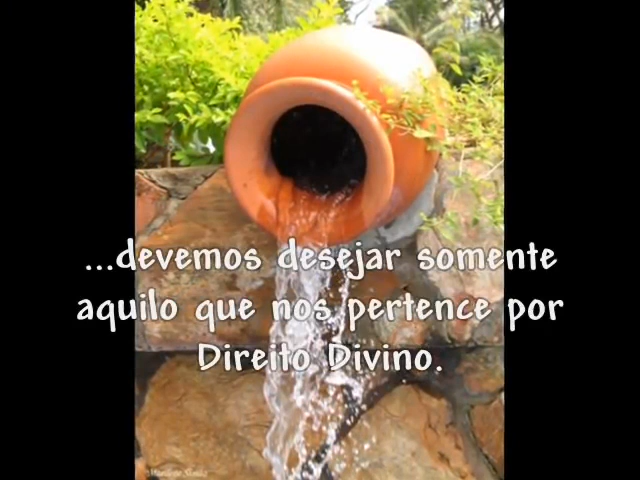 ...devemos desejar somente
aquilo que nos pertence por
Direito Divino.